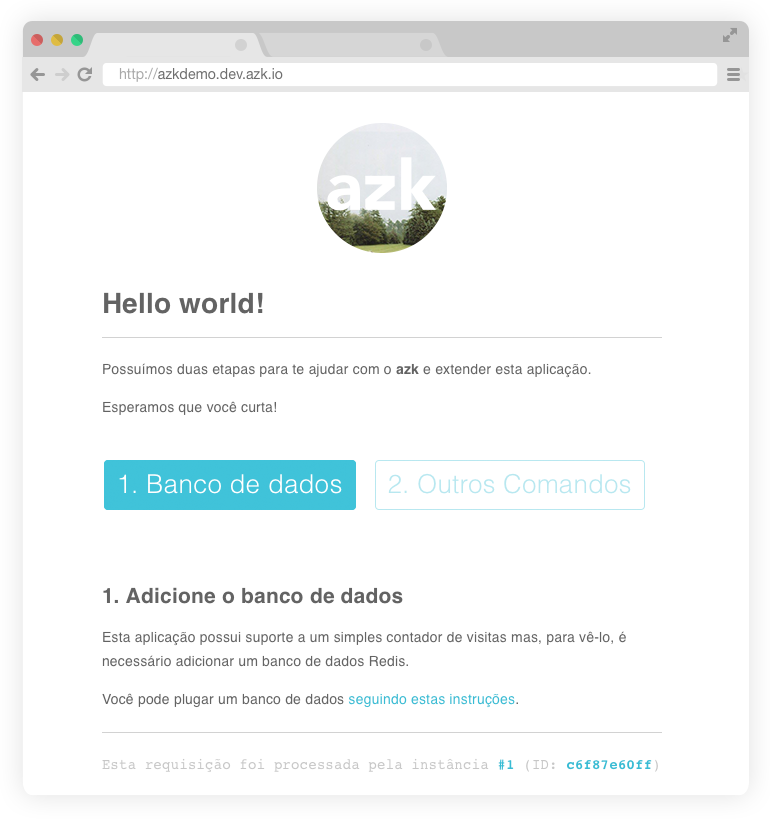 http://azkdemo.dev.azk.io
azk
Hello world!
Possuímos duas etapas para te ajudar com o azk e extender esta aplicação.
Esperamos que você curta!
1. Banco de dados
2. Outros Comandos
1. Adicione o banco de dados
Esta aplicação possui suporte a um simples contador de visitas mas, para vê-lo, é
necessário adicionar um banco de dados Redis.
Você pode plugar um banco de dados seguindo estas instruções.
Esta requisição foi processada pela instância #1 (ID: c6f87e60ff)